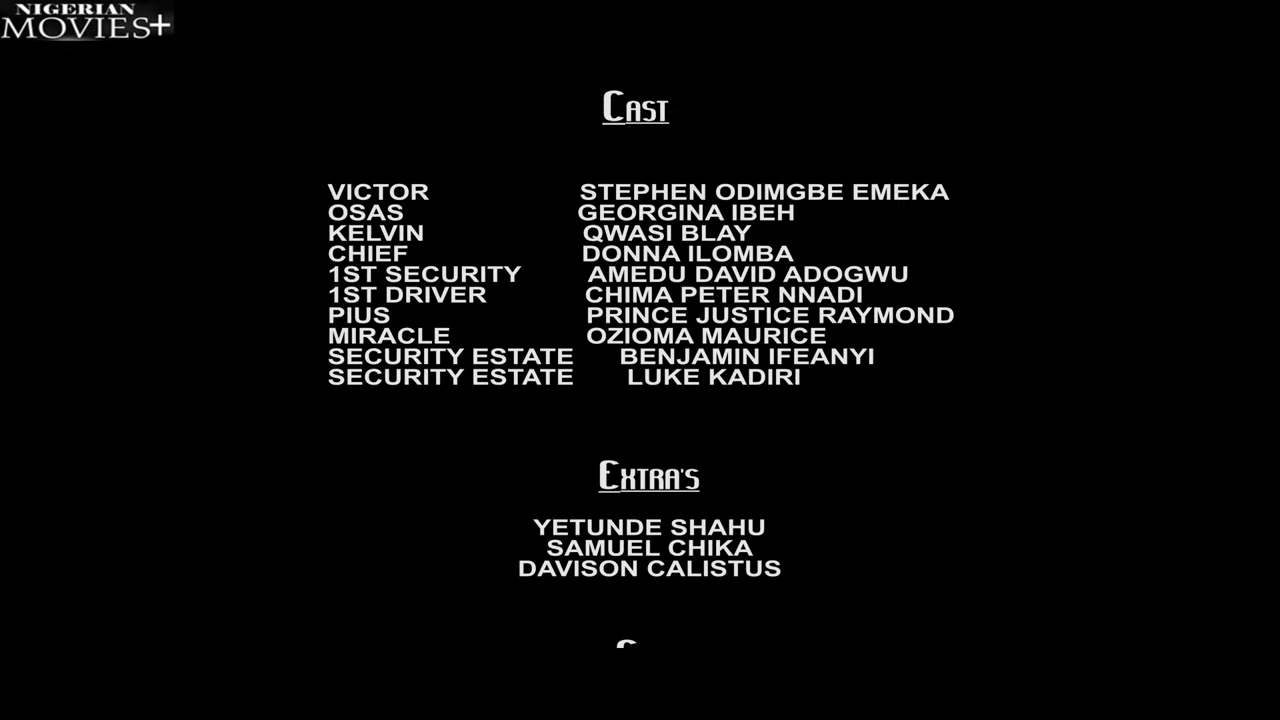 NIGERIAN
MOVIES+
CAST
VICTOR STEPHEN ODIMGBE EMEKA
OSAS GEORGINA IBEH
KELVIN QWASI BLAY
CHIEF DONNA ILOMBA
1ST SECURITY AMEDU DAVID ADOGWU
1ST DRIVER CHIMA PETER NNADI
PIUS PRINCE JUSTICE RAYMOND
MIRACLE OZIOMA MAURICE
SECURITY ESTATE BENJAMIN IFEANYI
SECURITY ESTATE LUKE KADIRI
EXTRA'S
YETUNDE SHAHU
SAMUEL CHIKA
DAVISON CALISTUS